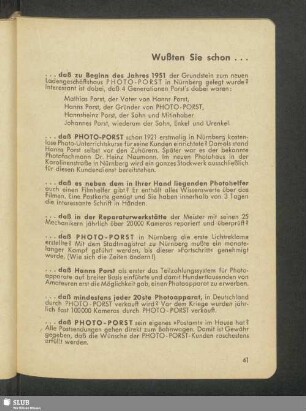 Wußten Sie schon . . .
. . . daß zu Beginn des Jahres 1951 der Grundstein zum neuen
Ladengeschäftshaus PHOTO-PORST in Nürnberg gelegt wurde?
Interessant ist dabei, daß 4 Generationen Porst's dabei waren:
Mathias Porst, der Vater von Hanns Porst,
Hanns Porst, der Gründer von PHOTO-PORST,
Hannsheinz Porst, der Sohn und Mitinhaber
Johannes Porst, wiederum der Sohn, Enkel und Urenkel.
. . . daß PHOTO-PORST schon 1921 erstmalig in Nürnberg kosten-
lose Photo-Unterrichtskurse für seine Kunden einrichtete? Damals stand
Hanns Porst selbst vor den Zuhörern. Später war es der bekannte
Photofachmann Dr. Heinz Naumann. Im neuen Photohaus in der
Karolinenstraße in Nürnberg wird ein ganzes Stockwerk ausschließlich
für diesen Kundendienst bereitstehen.
. . . daß es neben dem in Ihrer Hand liegenden Photohelfer
auch einen Filmhelfer gibt? Er enthält alles Wissenswerte über das
Filmen. Eine Postkarte genügt und Sie haben innerhalb von 3 Tagen
die interessante Schrift in Händen.
. . . daß in der Reparaturwerkstätte der Meister mit seinen 25
Mechanikern jährlich über 20000 Kameras repariert und überprüft?
. . . daß PHOTO-PORST in Nürnberg die erste Lichtreklame
erstellte? Mit dem Stadtmagistrat zu Nürnberg mußte ein monate-
langer Kampf geführt werden, bis dieser »Fortschritt« genehmigt
wurde. (Wie sich die Zeiten ändern!)
. . . daß Hanns Porst als erster das Teilzahlungssystem für Photo-
apparate auf breiter Basis einführte und damit Hunderttausenden von
Amateuren erst die Möglichkeit gab, einen Photoapparat zu erwerben.
. . . daß mindestens jeder 20ste Photoapparat, in Deutschland
durch PHOTO-PORST verkauft wird? Vor dem Kriege wurden jähr-
lich fast 100000 Kameras durch PHOTO-PORST verkauft.
. . . daß PHOTO-PORST sein eigenes »Postamt« im Hause hat?
Alle Postsendungen gehen direkt zum Bahnwagen. Damit ist Gewähr
gegeben, daß die Wünsche der PHOTO-PORST-Kunden raschestens
erfüllt werden.
61
SLUB